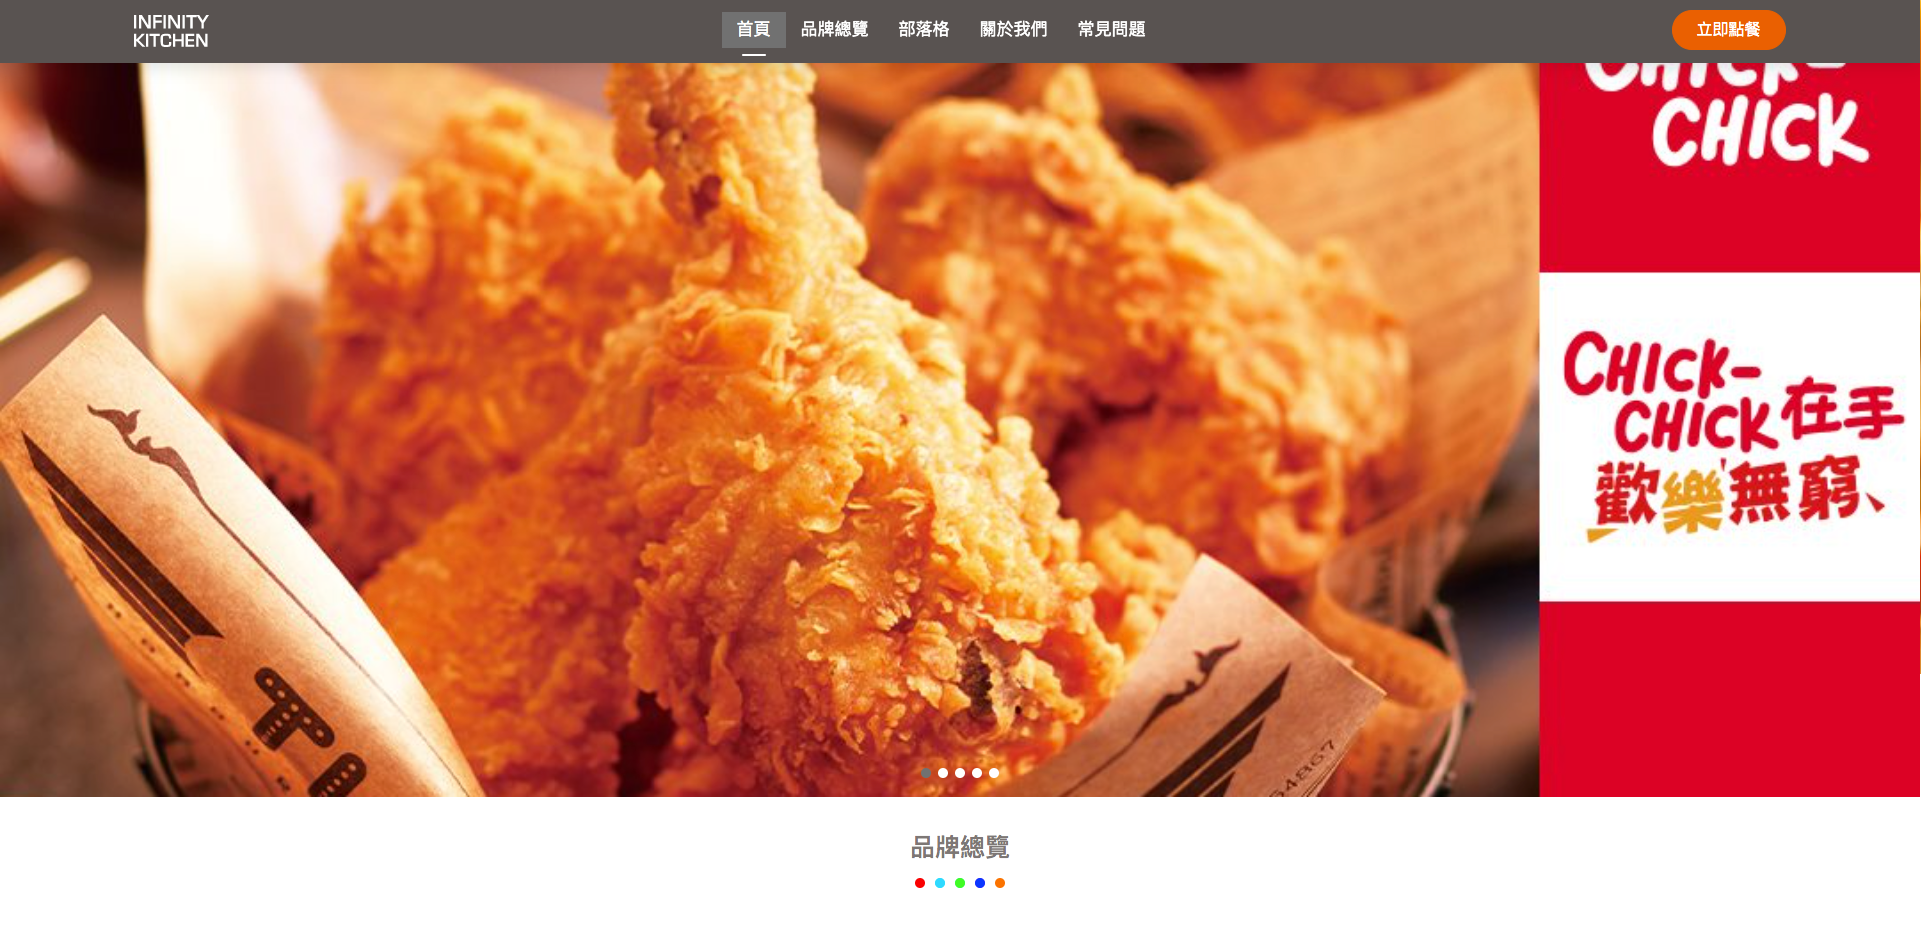 INFINITY
KITCHEN
首頁
品牌總覽
部落格
關於我們
常見問題
立即點餐
CHICK-
CHICK
CHICK-
CHICK在手
歡樂無窮、
54867
品牌總覽